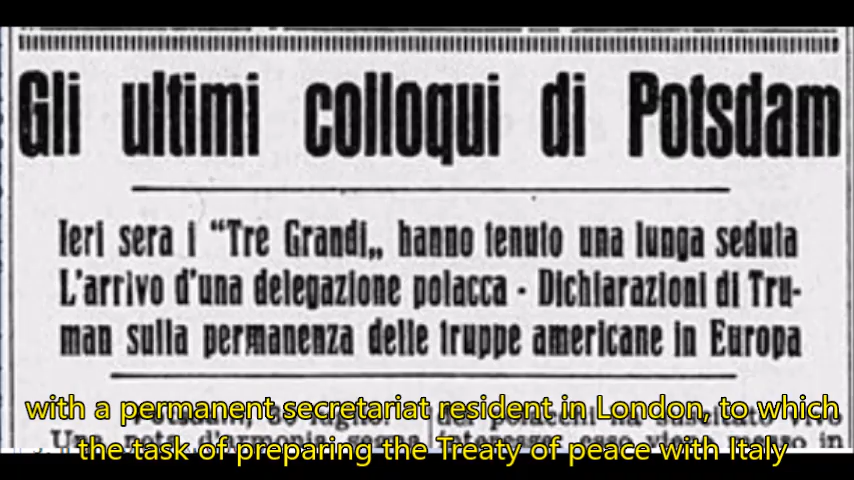 Gli ultimi colloqui di Potsdam
Ieri sera i “Tre Grandi„ hanno tenuto una lunga seduta
L'arrivo d'una delegazione polacca - Dichiarazioni di Tru-
man sulla permanenza delle truppe americane in Europa
with a permanent secretariat resident in London, to which
the task of preparing the Treaty of peace with Italy